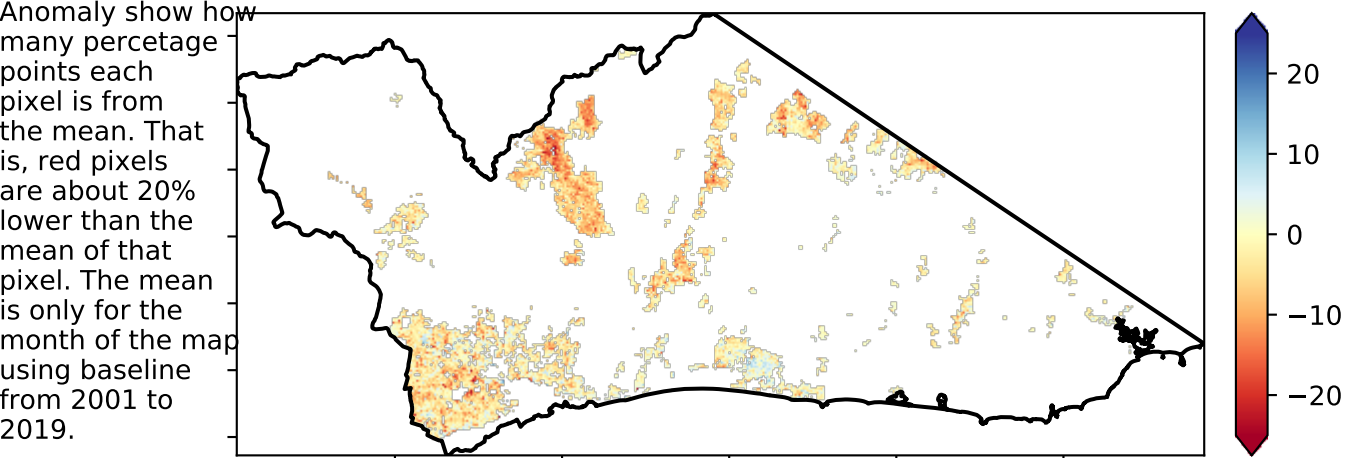 Anomaly show how
many percetage
points each
pixel is from
the mean. That
is, red pixels
are about 20%
lower than the
mean of that
pixel. The mean
is only for the
month of the map
using baseline
from 2001 to
2019.
20
10
0
−10
−20